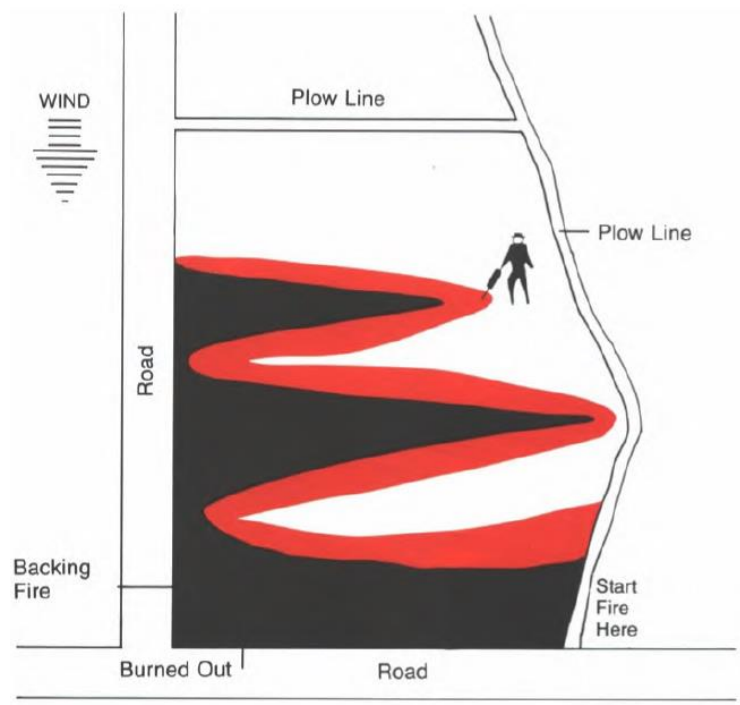 Plow Line
WIND
Plow Line
Road
Backing
Fire
Start
Fire
Here
Burned Out
Road